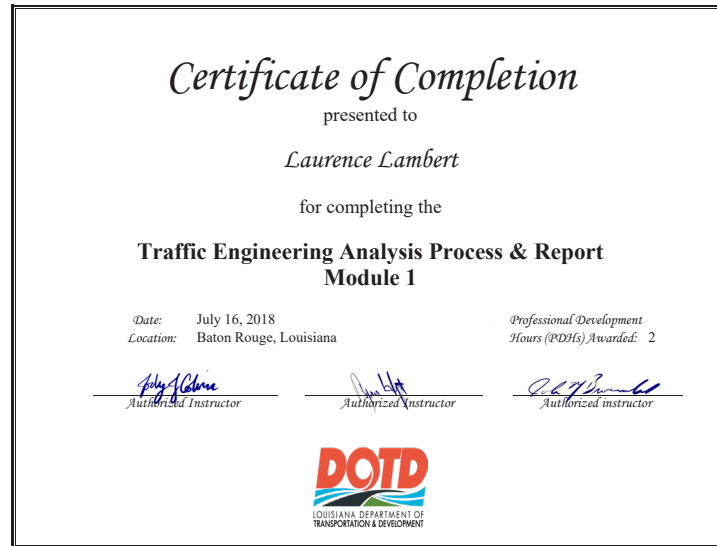 Certificate of Completion
presented to
Laurence Lambert
for completing the
Traffic Engineering Analysis Process & Report
Module 1
Date: July 16, 2018
Location: Baton Rouge, Louisiana
Professional Development
Hours (PDHs) Awarded: 2
Authorized Instructor
Authorized Instructor
Authorized instructor
DOTD
LOUISIANA DEPARTMENT OF
TRANSPORTATION & DEVELOPMENT